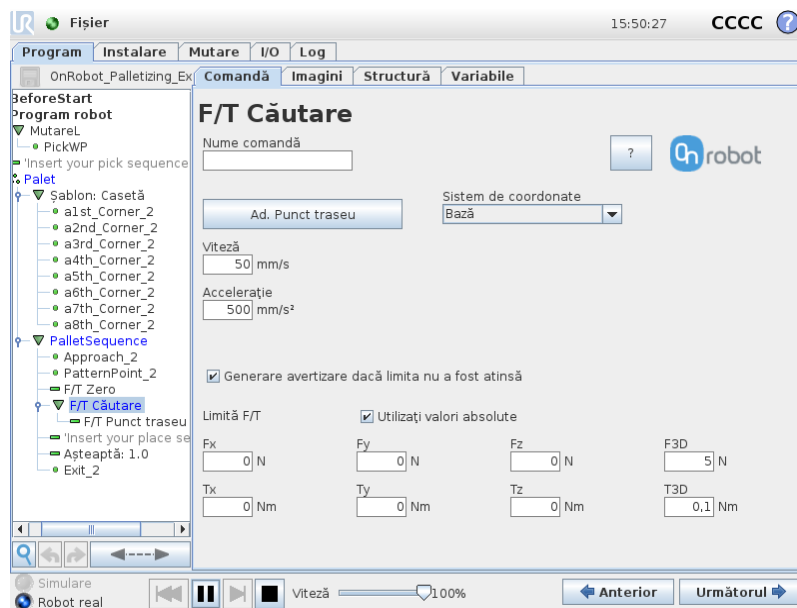 Fișier
15:50:27
CCCC
?
Program Instalare Mutare I/O Log
OnRobot_Palletizing_Ex
Comandă Imagini Structură Variabile
BeforeStart
Program robot
MutareL
PickWP
'Insert your pick sequence
Palet
Șablon: Casetă
a1st_Corner_2
a2nd_Corner_2
a3rd_Corner_2
a4th_Corner_2
a5th_Corner_2
a6th_Corner_2
a7th_Corner_2
a8th_Corner_2
PalletSequence
Approach_2
PatternPoint_2
F/T Zero
F/T Căutare
F/T Punct traseu
'Insert your place se
Așteaptă: 1.0
Exit_2
F/T Căutare
Nume comandă
?
On robot
Ad. Punct traseu
Sistem de coordonate
Bază
Viteză
50 mm/s
Accelerație
500 mm/s²
Generare avertizare dacă limita nu a fost atinsă
Limită F/T
Utilizați valori absolute
Fx Fy Fz F3D
0 N 0 N 0 N 5 N
Tx Ty Tz T3D
0 Nm 0 Nm 0 Nm 0,1 Nm
Simulare
Robot real
Viteză 100%
Anterior
Următorul